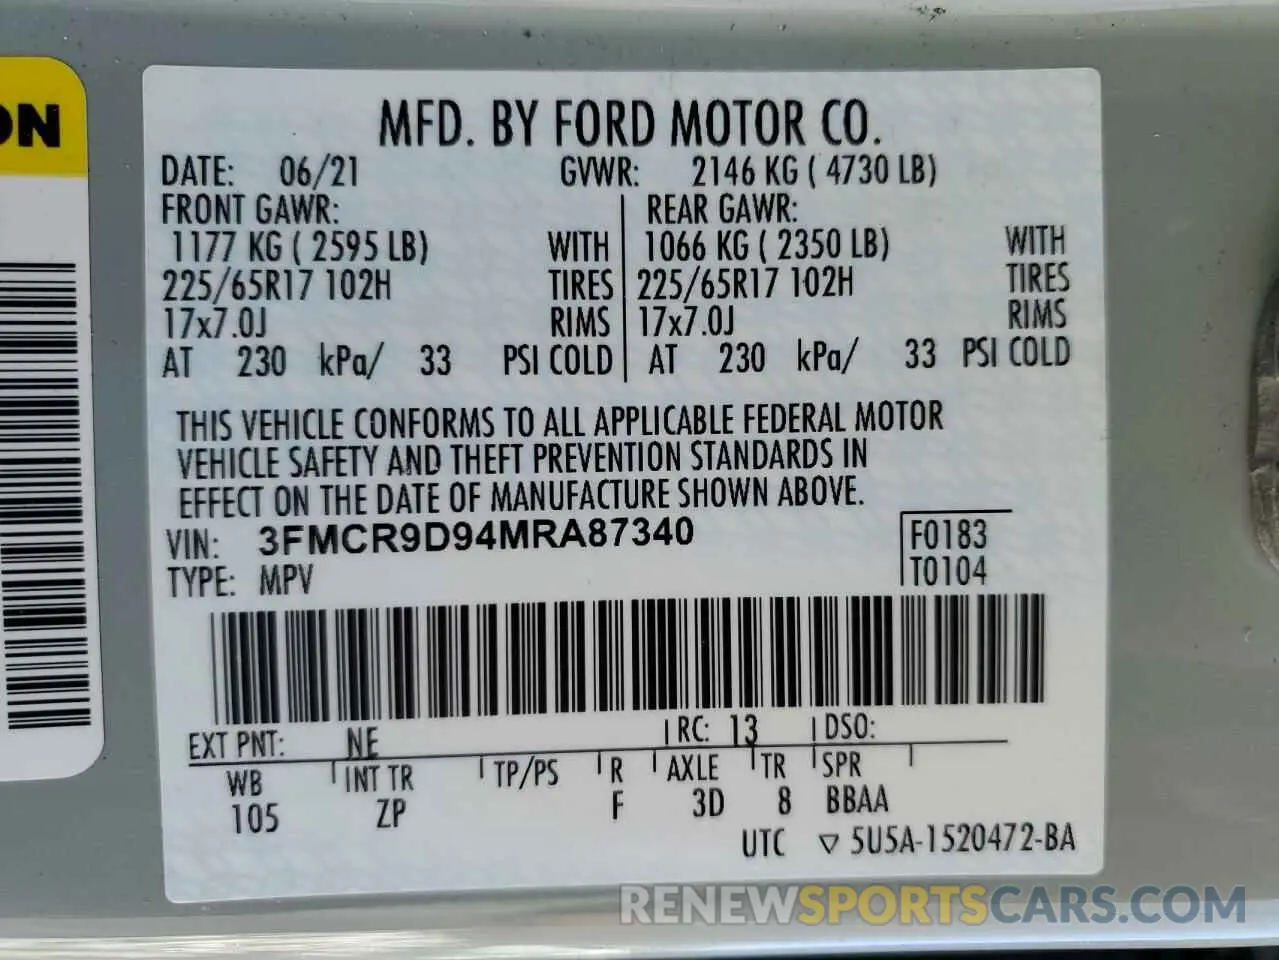 ON
MFD. BY FORD MOTOR CO.
DATE: 06/21 GVWR: 2146 KG ( 4730 LB)
FRONT GAWR: REAR GAWR:
1177 KG ( 2595 LB) WITH 1066 KG ( 2350 LB) WITH
225/65R17 102H TIRES 225/65R17 102H TIRES
17x7.0J RIMS 17x7.0J RIMS
AT 230 kPa/ 33 PSI COLD AT 230 kPa/ 33 PSI COLD
THIS VEHICLE CONFORMS TO ALL APPLICABLE FEDERAL MOTOR
VEHICLE SAFETY AND THEFT PREVENTION STANDARDS IN
EFFECT ON THE DATE OF MANUFACTURE SHOWN ABOVE.
VIN: 3FMCR9D94MRA87340 F0183
TYPE: MPV T0104
EXT PNT: NE RC: 13 DSO:
WB INT TR TP/PS R AXLE TR SPR
105 ZP F 3D 8 BBAA
UTC ▽ 5U5A-1520472-BA
RENEWSPORTSCARS.COM